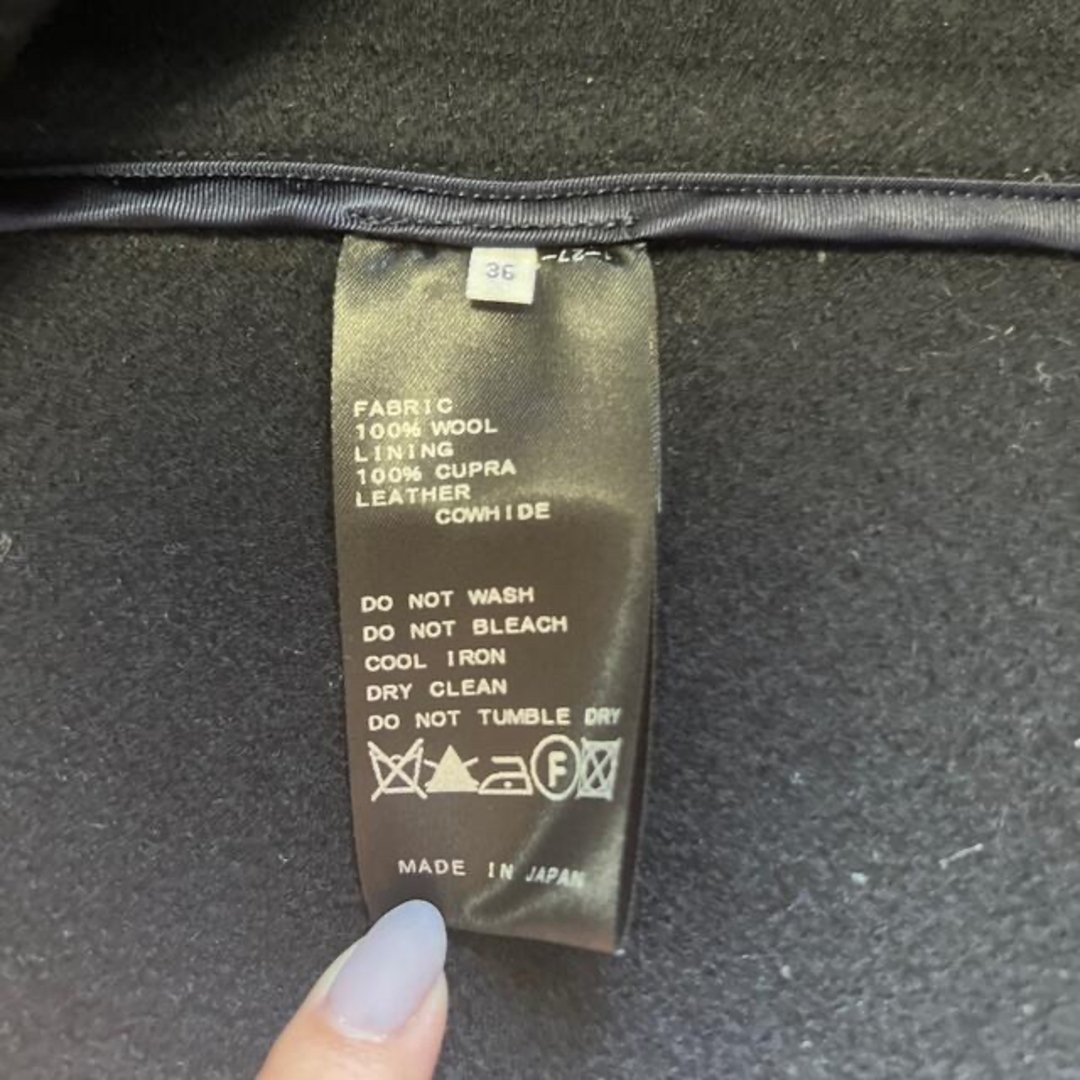 36
FABRIC
100% WOOL
LINING
100% CUPRA
LEATHER
COWHIDE
DO NOT WASH
DO NOT BLEACH
COOL IRON
DRY CLEAN
DO NOT TUMBLE DRY
F
MADE IN JAPAN